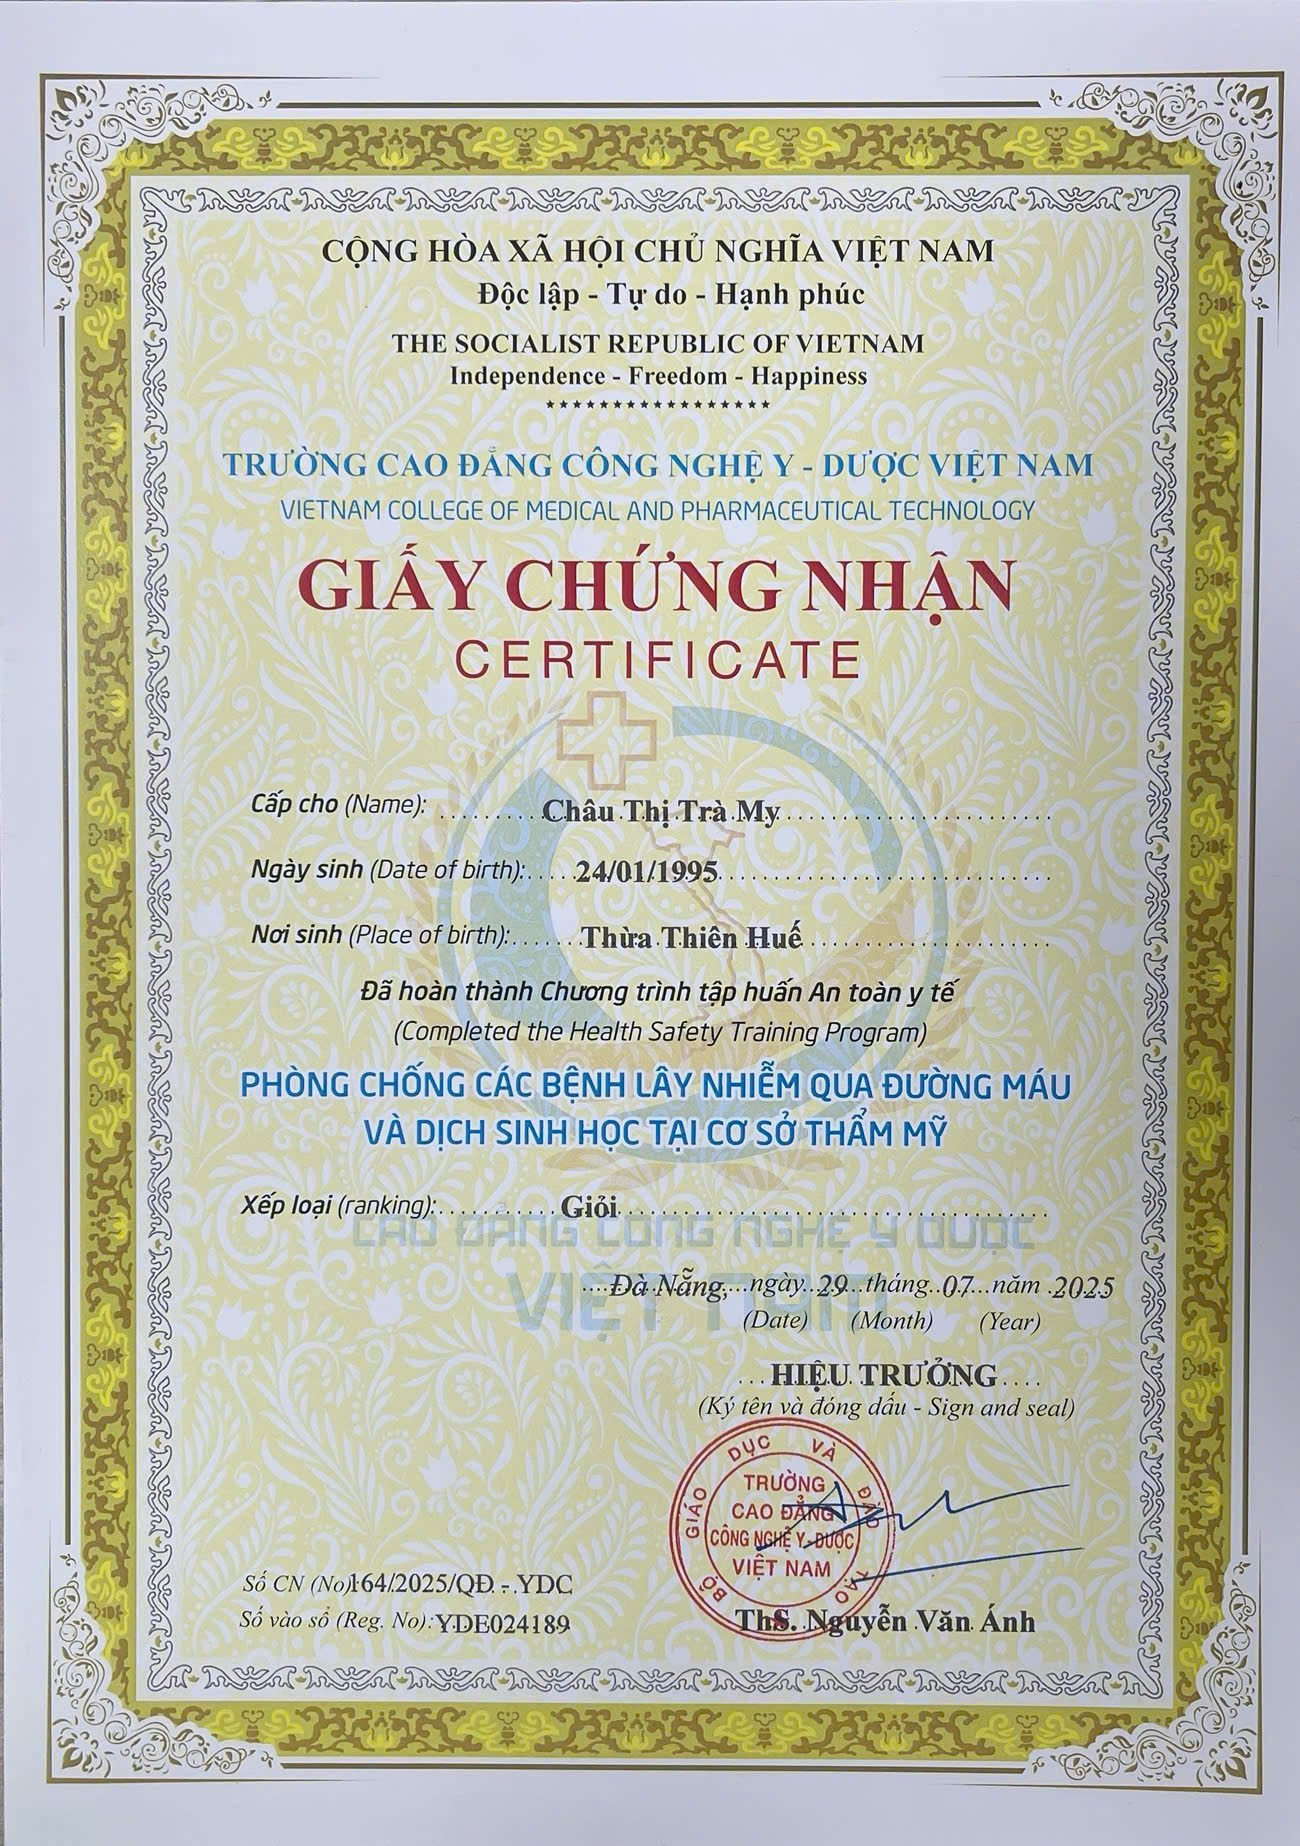 CỘNG HÒA XÃ HỘI CHỦ NGHĨA VIỆT NAM
Độc lập - Tự do - Hạnh phúc
THE SOCIALIST REPUBLIC OF VIETNAM
Independence - Freedom - Happiness
TRƯỜNG CAO ĐẲNG CÔNG NGHỆ Y - DƯỢC VIỆT NAM
VIETNAM COLLEGE OF MEDICAL AND PHARMACEUTICAL TECHNOLOGY
GIẤY CHỨNG NHẬN
CERTIFICATE
Cấp cho (Name): Châu Thị Trà My
Ngày sinh (Date of birth): 24/01/1995
Nơi sinh (Place of birth): Thừa Thiên Huế
Đã hoàn thành Chương trình tập huấn An toàn y tế
(Completed the Health Safety Training Program)
PHÒNG CHỐNG CÁC BỆNH LÂY NHIỄM QUA ĐƯỜNG MÁU
VÀ DỊCH SINH HỌC TẠI CƠ SỞ THẨM MỸ
Xếp loại (ranking): Giỏi
CAO ĐẲNG CÔNG NGHỆ Y DƯỢC
VIỆT NAM
Đà Nẵng, ngày 29 tháng 07 năm 2025
(Date) (Month) (Year)
HIỆU TRƯỞNG
(Ký tên và đóng dấu - Sign and seal)
BỘ GIÁO DỤC VÀ ĐÀO TẠO
TRƯỜNG
CAO ĐẲNG
CÔNG NGHỆ Y-DƯỢC
VIỆT NAM
Số CN (No) 164/2025/QĐ - YDC
Số vào sổ (Reg. No): YDE024189
ThS. Nguyễn Văn Ánh